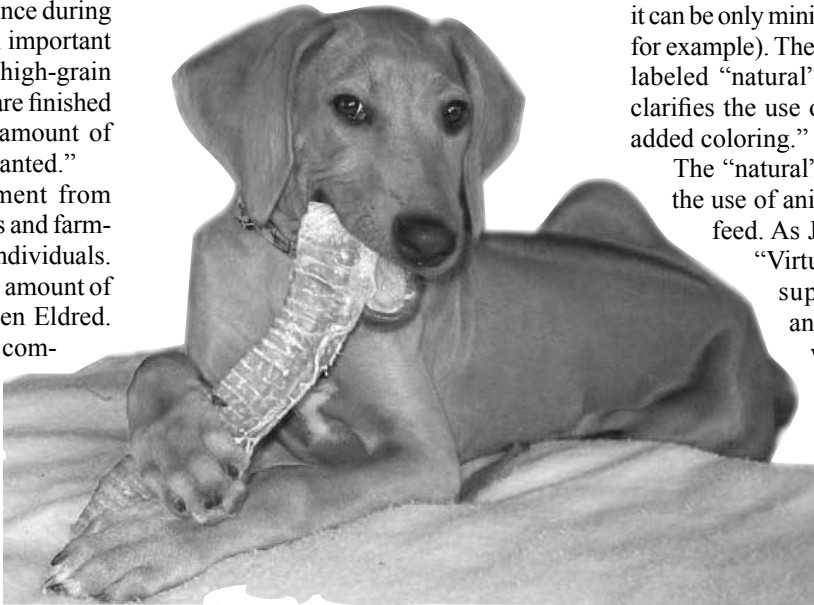 nce during
important
high-grain
are finished
amount of
anted.”
ment from
s and farm-
ndividuals.
amount of
en Eldred.
com-
it can be only mini
for example). The
labeled “natural”
clarifies the use o
added coloring.”
The “natural”
the use of ani
feed. As J
“Virtu
sup
an